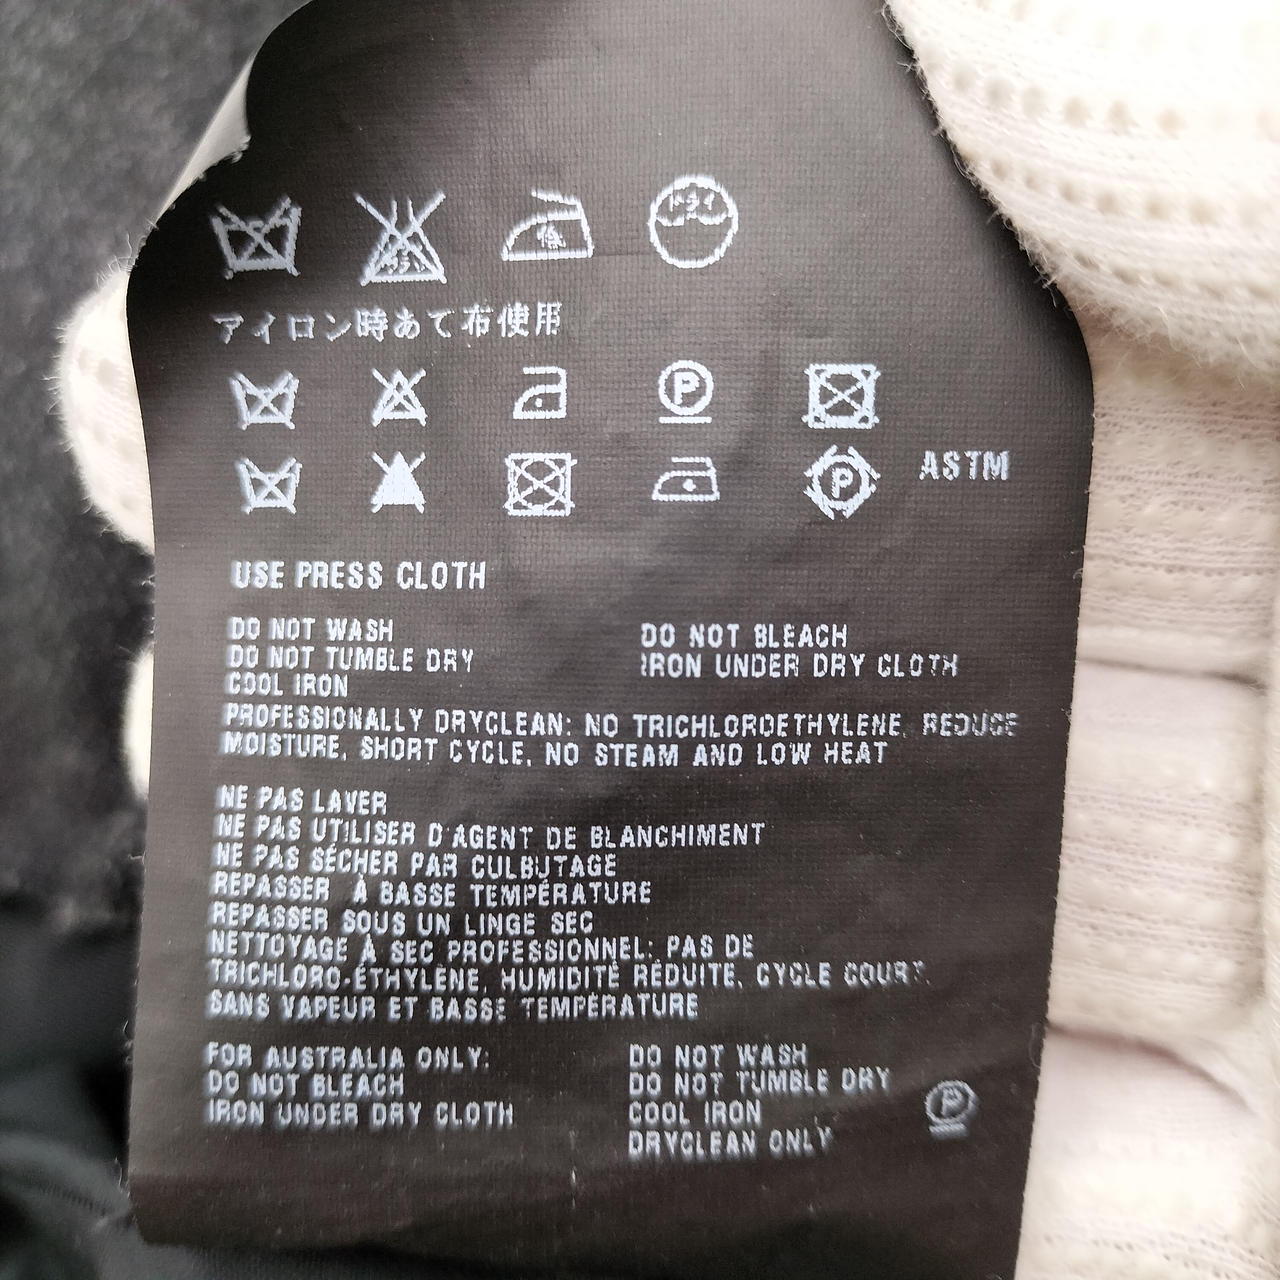 低
ドライ
アイロン時あて布使用
P
P
ASTM
USE PRESS CLOTH
DO NOT WASH
DO NOT BLEACH
DO NOT TUMBLE DRY
IRON UNDER DRY CLOTH
COOL IRON
PROFESSIONALLY DRYCLEAN: NO TRICHLOROETHYLENE, REDUCE
MOISTURE, SHORT CYCLE, NO STEAM AND LOW HEAT
NE PAS LAVER
NE PAS UTILISER D'AGENT DE BLANCHIMENT
NE PAS SÉCHER PAR CULBUTAGE
REPASSER À BASSE TEMPÉRATURE
REPASSER SOUS UN LINGE SEC
NETTOYAGE À SEC PROFESSIONNEL: PAS DE
TRICHLORO-ÉTHYLÈNE, HUMIDITÉ RÉDUITE, CYCLE COURT,
SANS VAPEUR ET BASSE TEMPÉRATURE
FOR AUSTRALIA ONLY:
DO NOT BLEACH
IRON UNDER DRY CLOTH
DO NOT WASH
DO NOT TUMBLE DRY
COOL IRON
DRYCLEAN ONLY
P